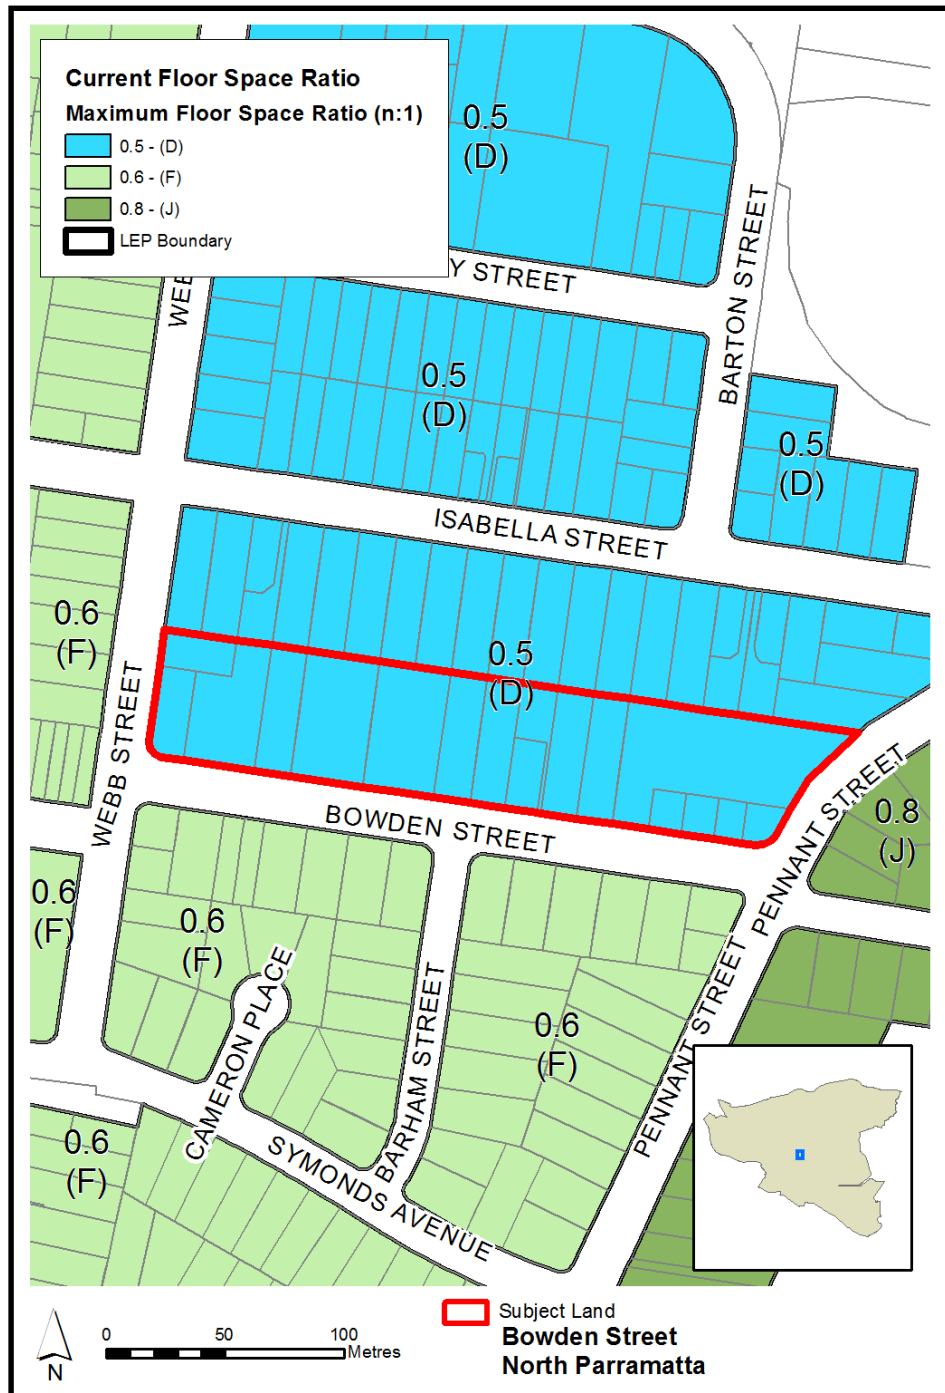 Current Floor Space Ratio
Maximum Floor Space Ratio (n:1)
0.5 - (D)
0.6 - (F)
0.8 - (J)
LEP Boundary
0.5
(D)
Y STREET
BARTON STREET
WEB
0.5
(D)
0.5
(D)
ISABELLA STREET
0.6
(F)
0.5
(D)
WEBB STREET
BOWDEN STREET
PENNANT STREET
0.8
(J)
0.6
(F)
0.6
(F)
CAMERON PLACE
BARHAM STREET
0.6
(F)
PENNANT STREET
0.6
(F)
SYMONDS AVENUE
N
0 50 100
Metres
Subject Land
Bowden Street
North Parramatta